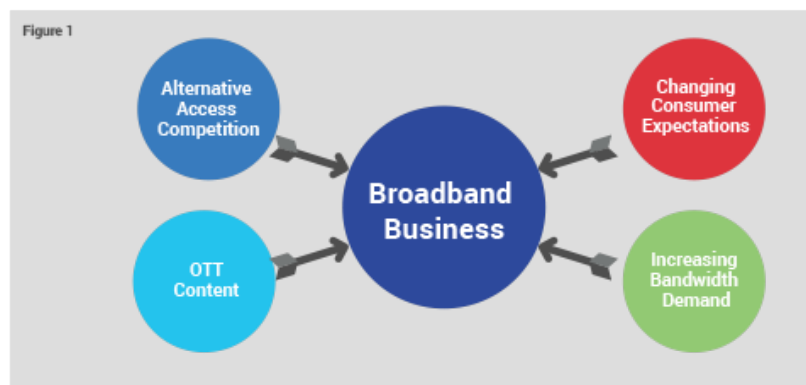 Figure 1
Alternative
Access
Competition
Changing
Consumer
Expectations
Broadband
Business
OTT
Content
Increasing
Bandwidth
Demand